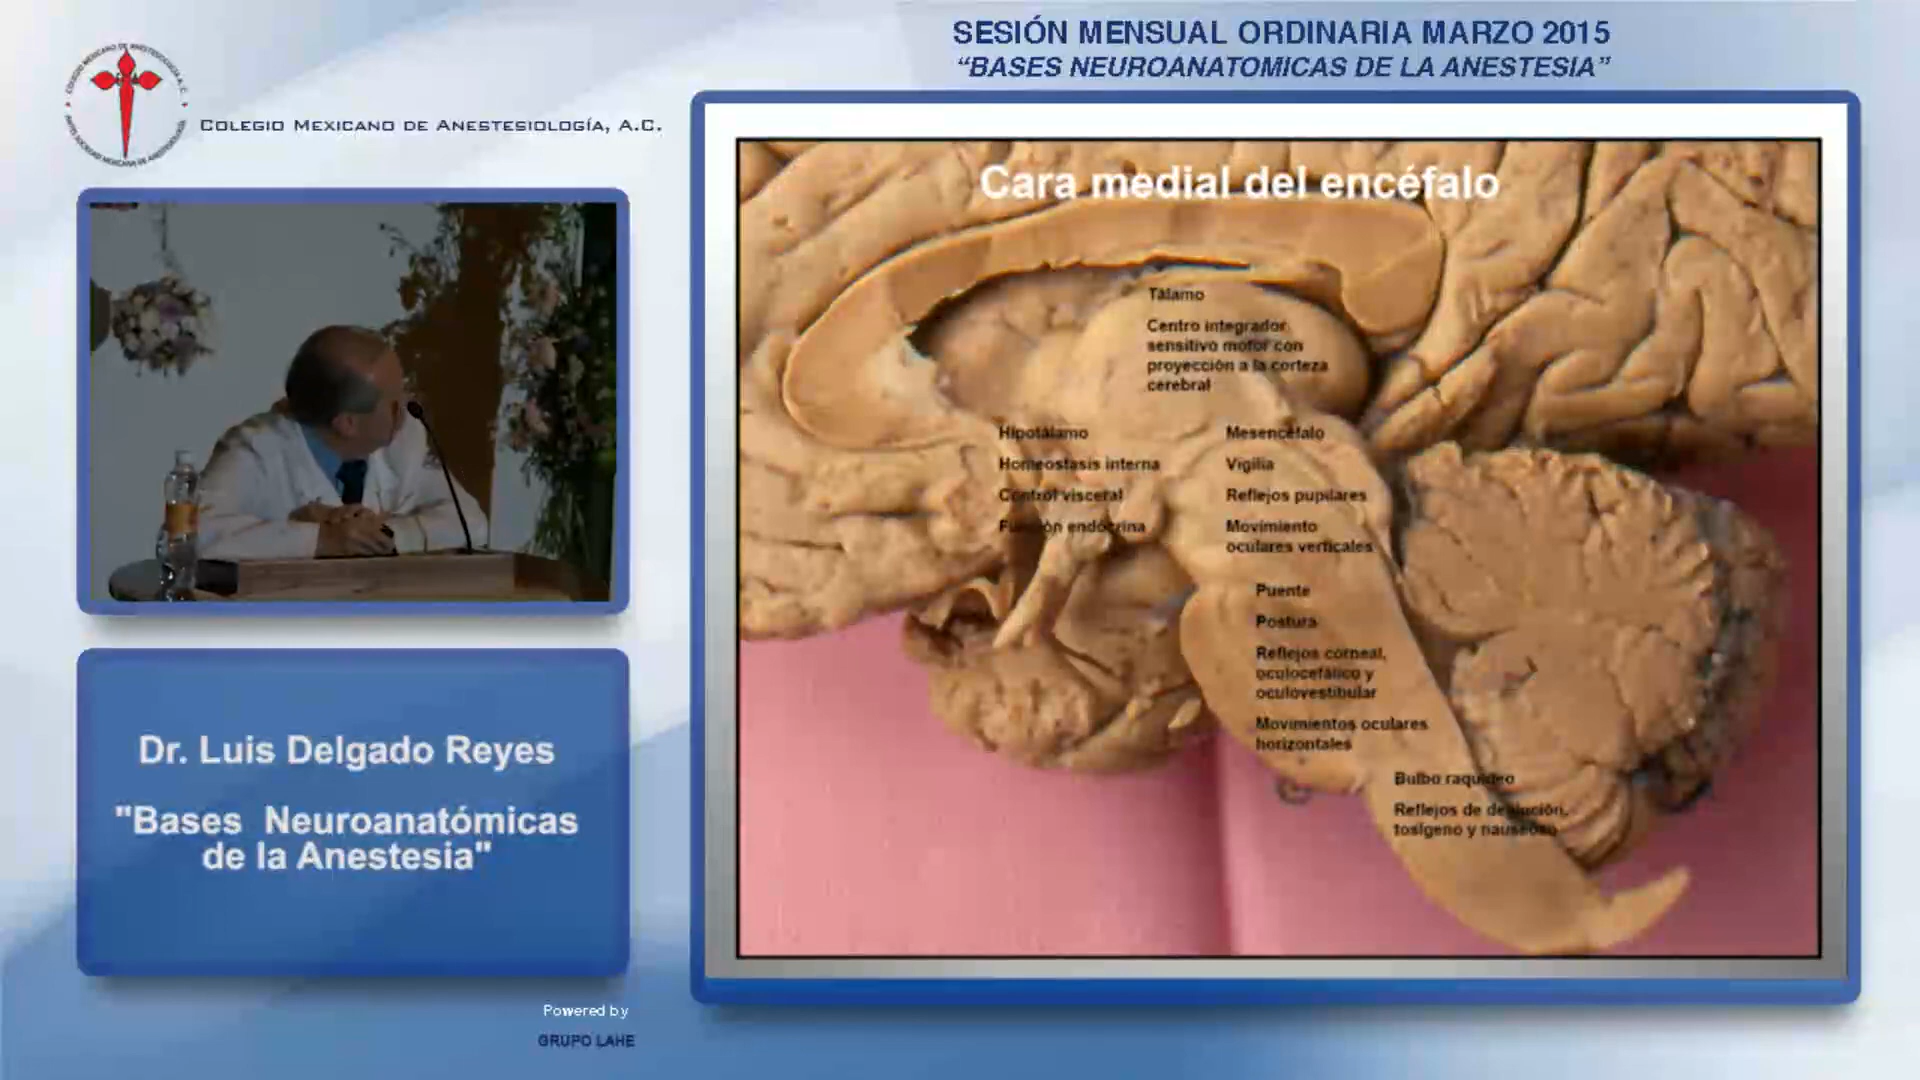 SESIÓN MENSUAL ORDINARIA MARZO 2015
“BASES NEUROANATOMICAS DE LA ANESTESIA”
COLEGIO MEXICANO DE ANESTESIOLOGÍA, A.C.
Cara medial del encéfalo
Tálamo
Centro integrador
sensitivo motor con
proyección a la corteza
cerebral
Hipotálamo
Homeostasis interna
Control visceral
Función endócrina
Mesencéfalo
Vigilia
Reflejos pupilares
Movimiento
oculares verticales
Puente
Postura
Reflejos corneal,
oculocefálico y
oculovestibular
Movimientos oculares
horizontales
Bulbo raquídeo
Reflejos de deglución,
tosígeno y nauseoso
Dr. Luis Delgado Reyes
"Bases Neuroanatómicas
de la Anestesia"
Powered by
GRUPO LAHE